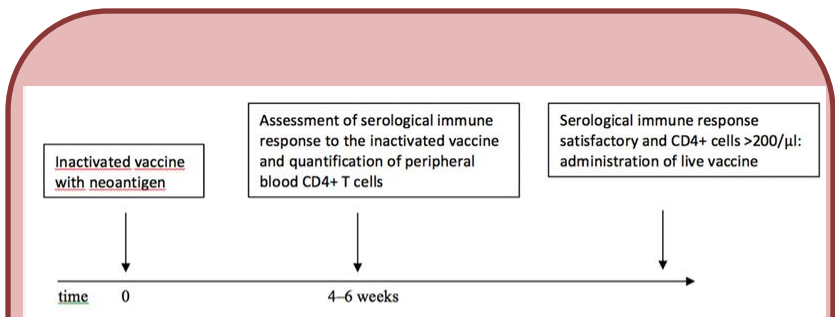 Inactivated vaccine
with neoantigen
Assessment of serological immune
response to the inactivated vaccine
and quantification of peripheral
blood CD4+ T cells
Serological immune response
satisfactory and CD4+ cells >200/µl:
administration of live vaccine
time 0 4–6 weeks